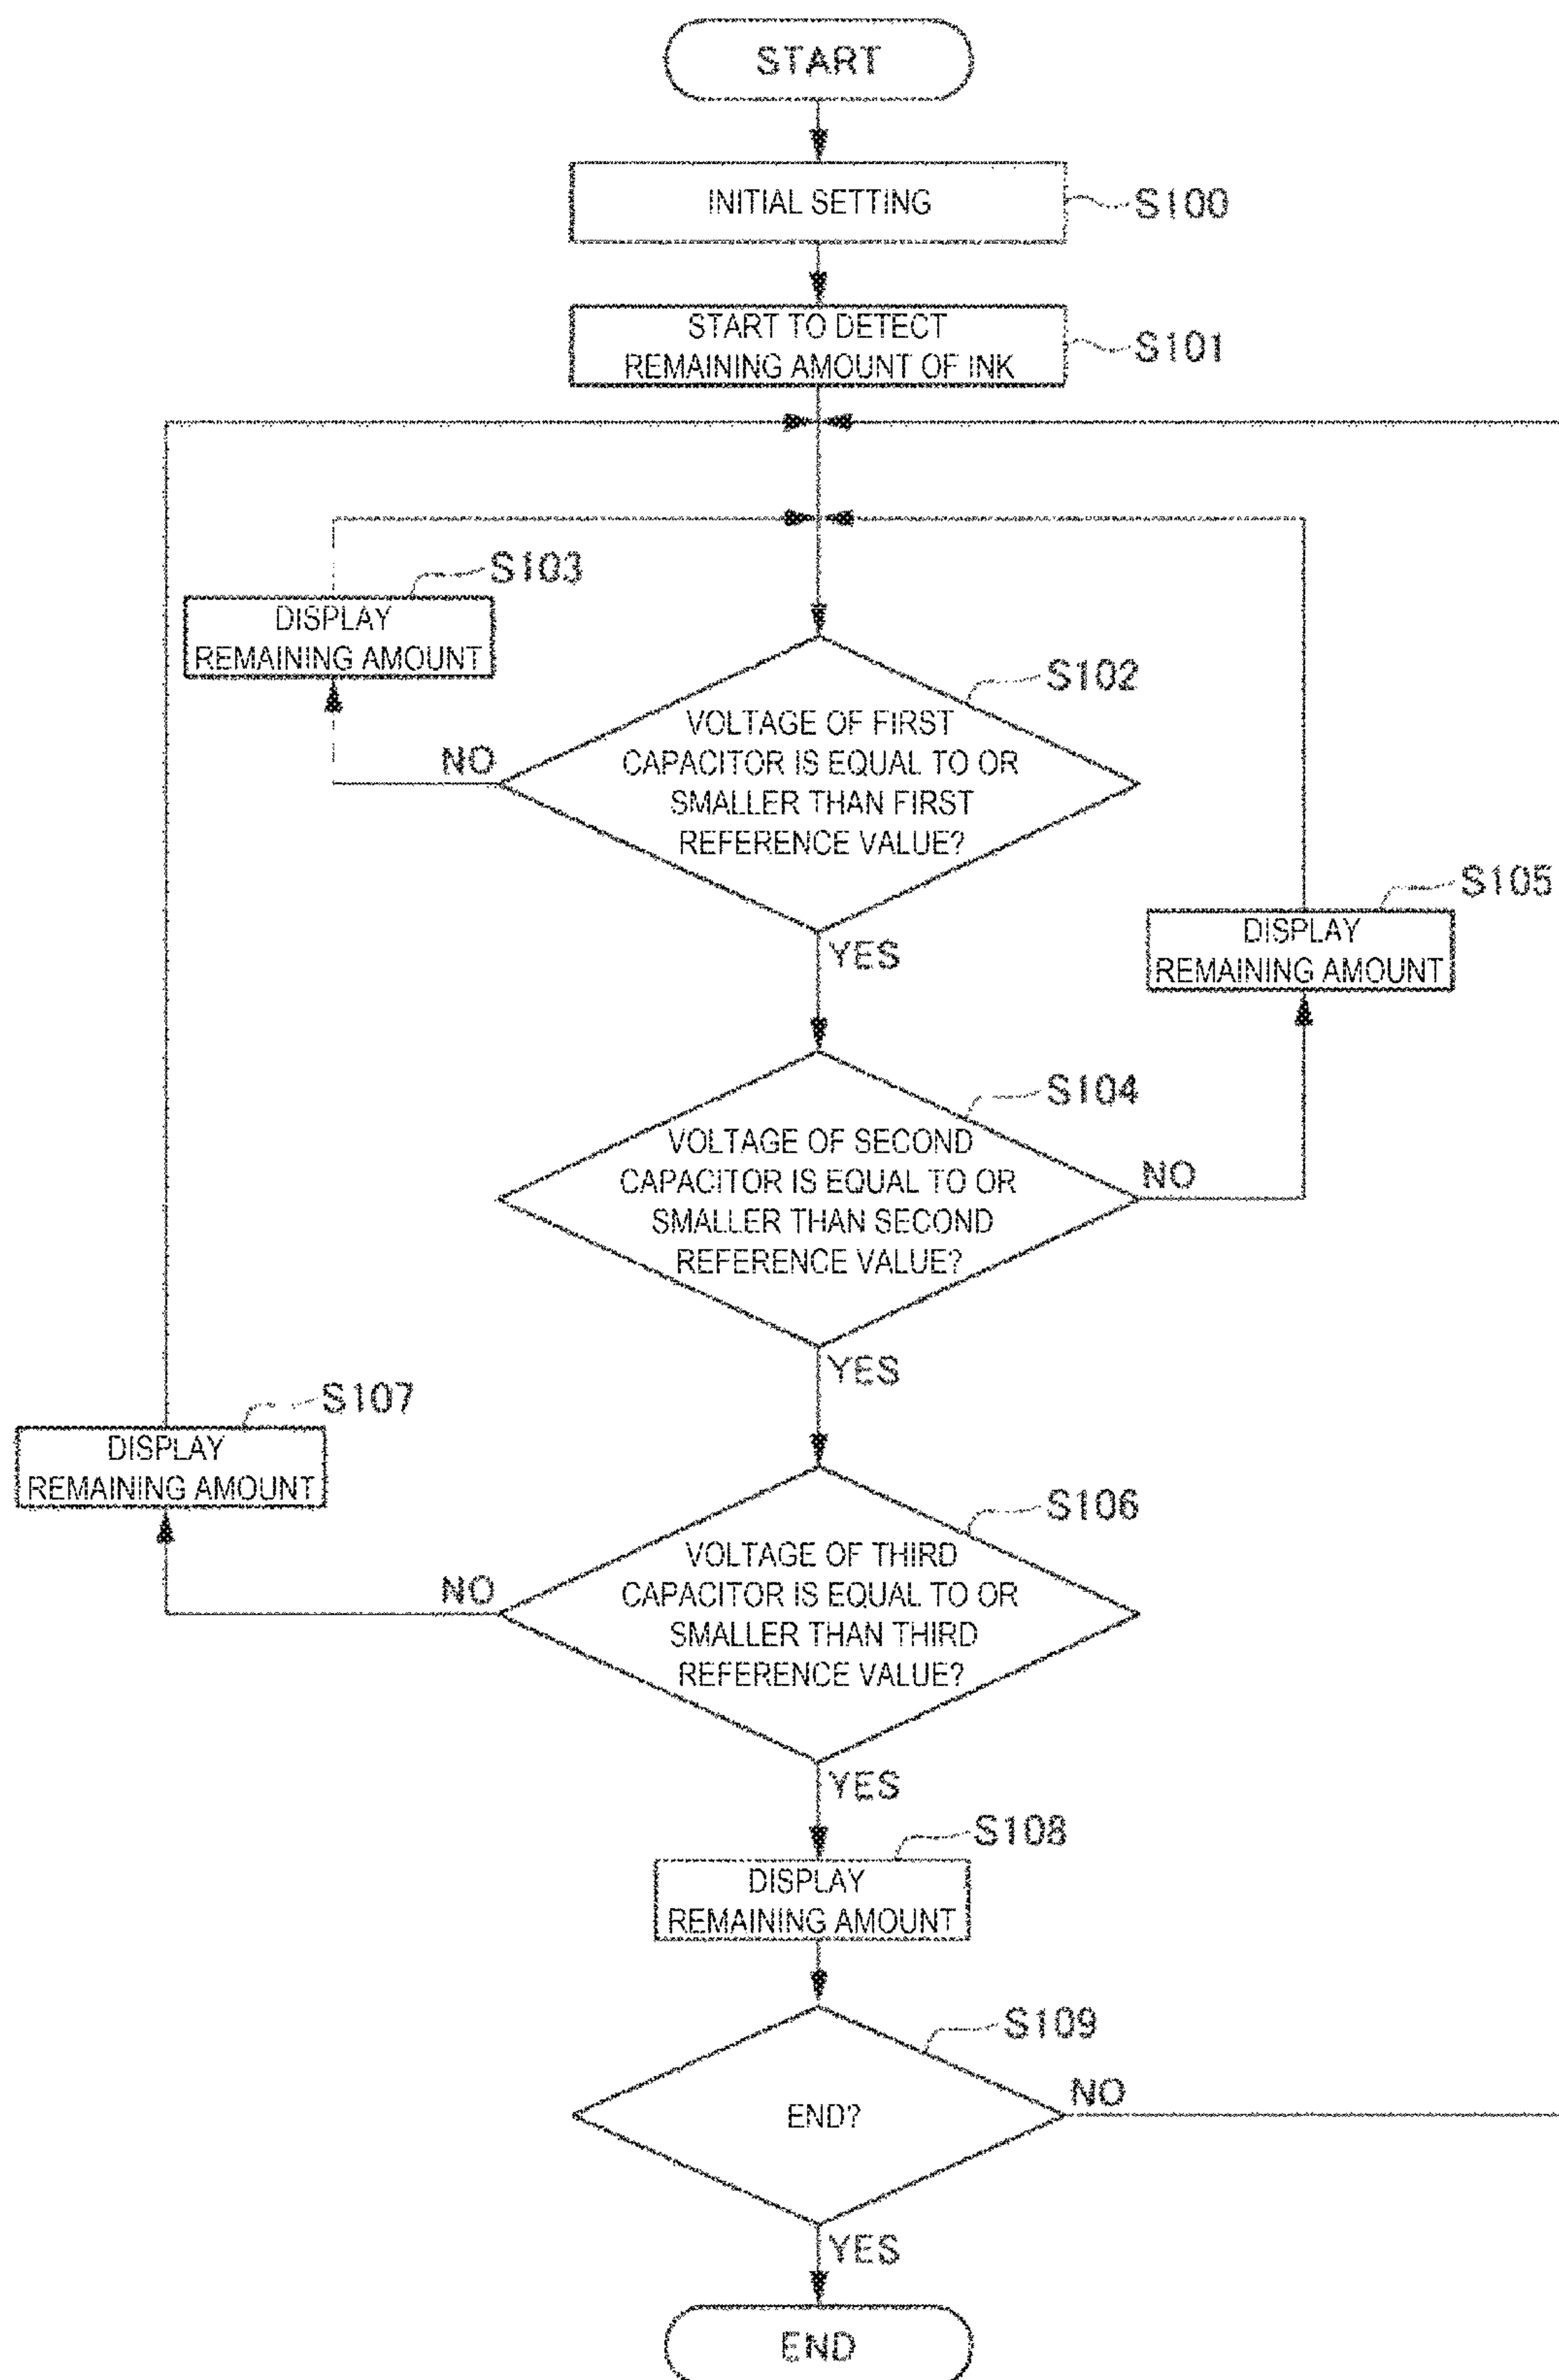 START
INITIAL SETTING
S100
START TO DETECT
REMAINING AMOUNT OF INK
S101
S103
DISPLAY
REMAINING AMOUNT
S102
VOLTAGE OF FIRST
CAPACITOR IS EQUAL TO OR
SMALLER THAN FIRST
REFERENCE VALUE?
NO
YES
S105
DISPLAY
REMAINING AMOUNT
S104
VOLTAGE OF SECOND
CAPACITOR IS EQUAL TO OR
SMALLER THAN SECOND
REFERENCE VALUE?
NO
YES
S107
DISPLAY
REMAINING AMOUNT
S106
VOLTAGE OF THIRD
CAPACITOR IS EQUAL TO OR
SMALLER THAN THIRD
REFERENCE VALUE?
NO
YES
S108
DISPLAY
REMAINING AMOUNT
S109
END?
NO
YES
END